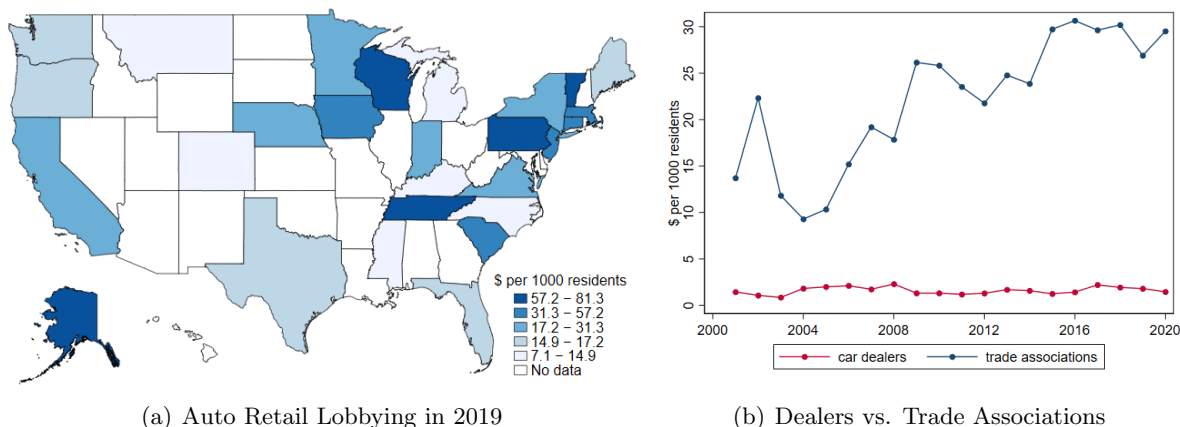 $ per 1000 residents
57.2 – 81.3
31.3 – 57.2
17.2 – 31.3
14.9 – 17.2
7.1 – 14.9
No data
(a) Auto Retail Lobbying in 2019
$ per 1000 residents
30
25
20
15
10
5
0
2000 2004 2008 2012 2016 2020
car dealers trade associations
(b) Dealers vs. Trade Associations